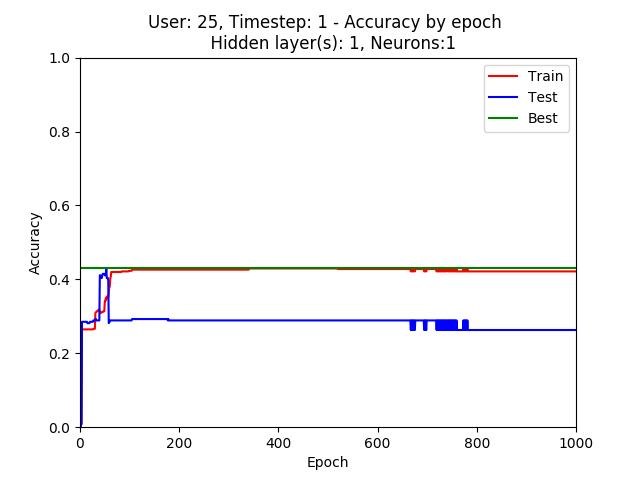 User: 25, Timestep: 1 - Accuracy by epoch
Hidden layer(s): 1, Neurons:1
1.0
0.8
0.6
0.4
0.2
0.0
Accuracy
Train
Test
Best
0 200 400 600 800 1000
Epoch